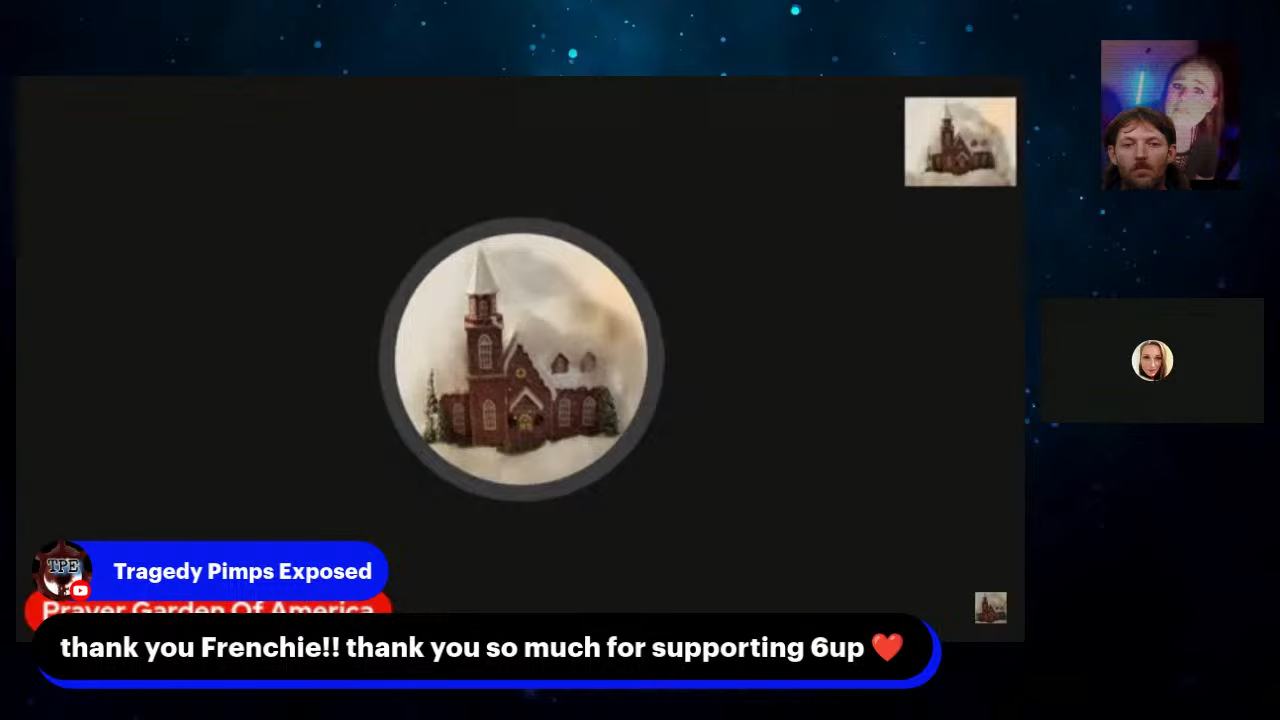 TPE
Tragedy Pimps Exposed
Prayer Garden Of America
thank you Frenchie!! thank you so much for supporting 6up ❤️